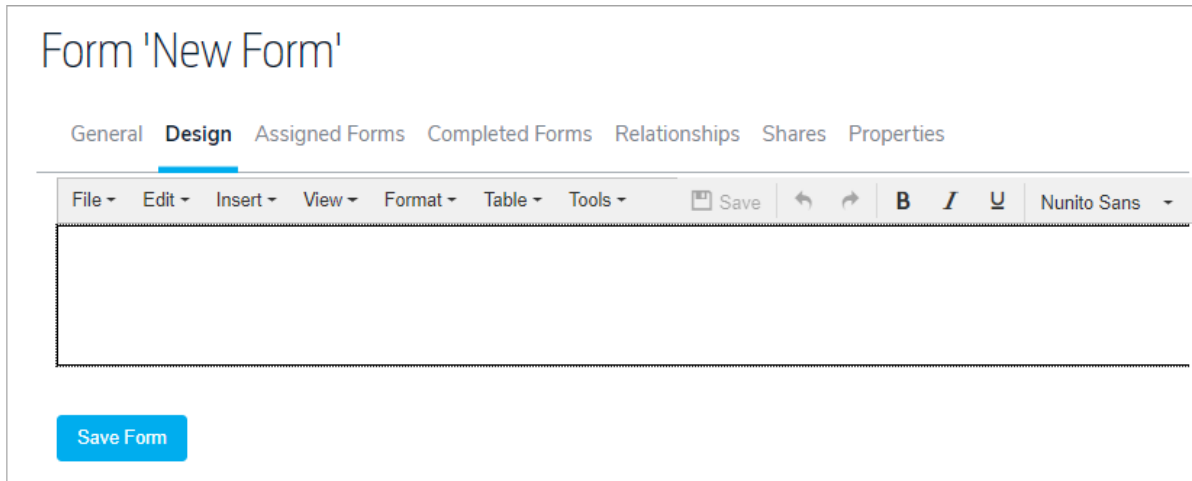 Form 'New Form'
General Design Assigned Forms Completed Forms Relationships Shares Properties
File Edit Insert View Format Table Tools Save B I U Nunito Sans
Save Form